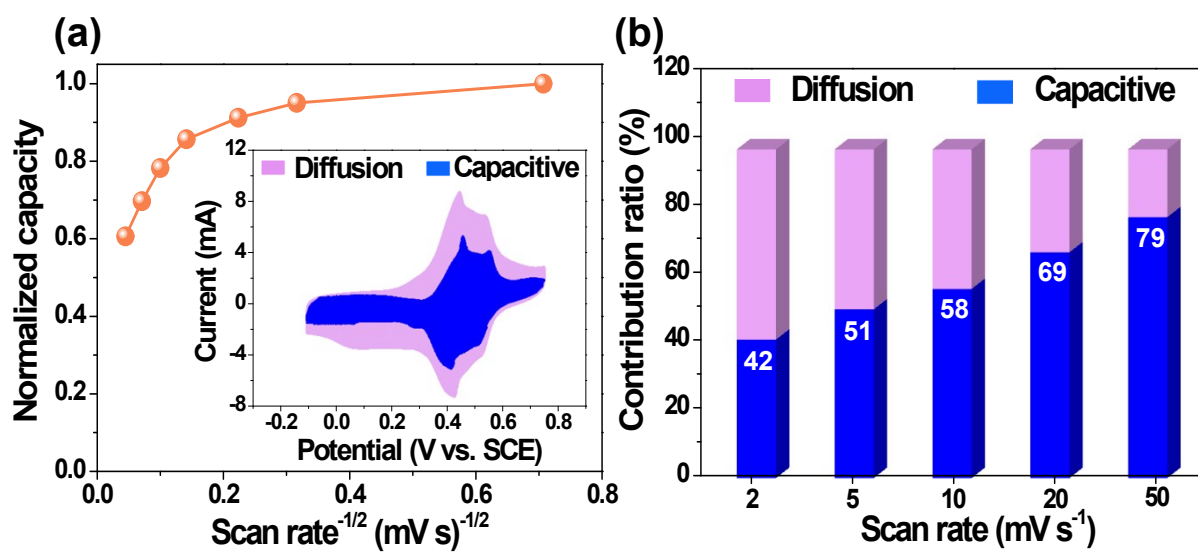 (a)
Normalized capacity
1.0
0.8
0.6
0.4
0.2
0.0
0.0 0.2 0.4 0.6 0.8
Scan rate⁻¹/² (mV s)⁻¹/²
Diffusion Capacitive
Current (mA)
12
8
4
0
-4
-8
-0.2 0.0 0.2 0.4 0.6 0.8
Potential (V vs. SCE)
(b)
Contribution ratio (%)
120
100
80
60
40
20
0
Diffusion Capacitive
42
51
58
69
79
2 5 10 20 50
Scan rate (mV s⁻¹)